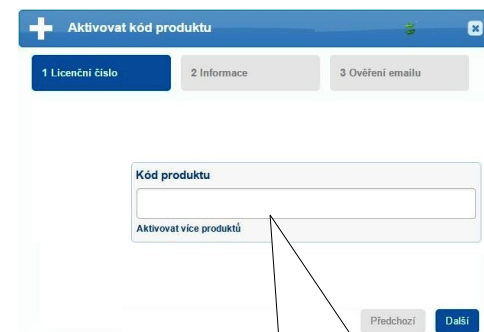 Aktivovat kód produktu
1 Licenční číslo
2 Informace
3 Ověření emailu
Kód produktu
Aktivovat více produktů
Předchozí
Další